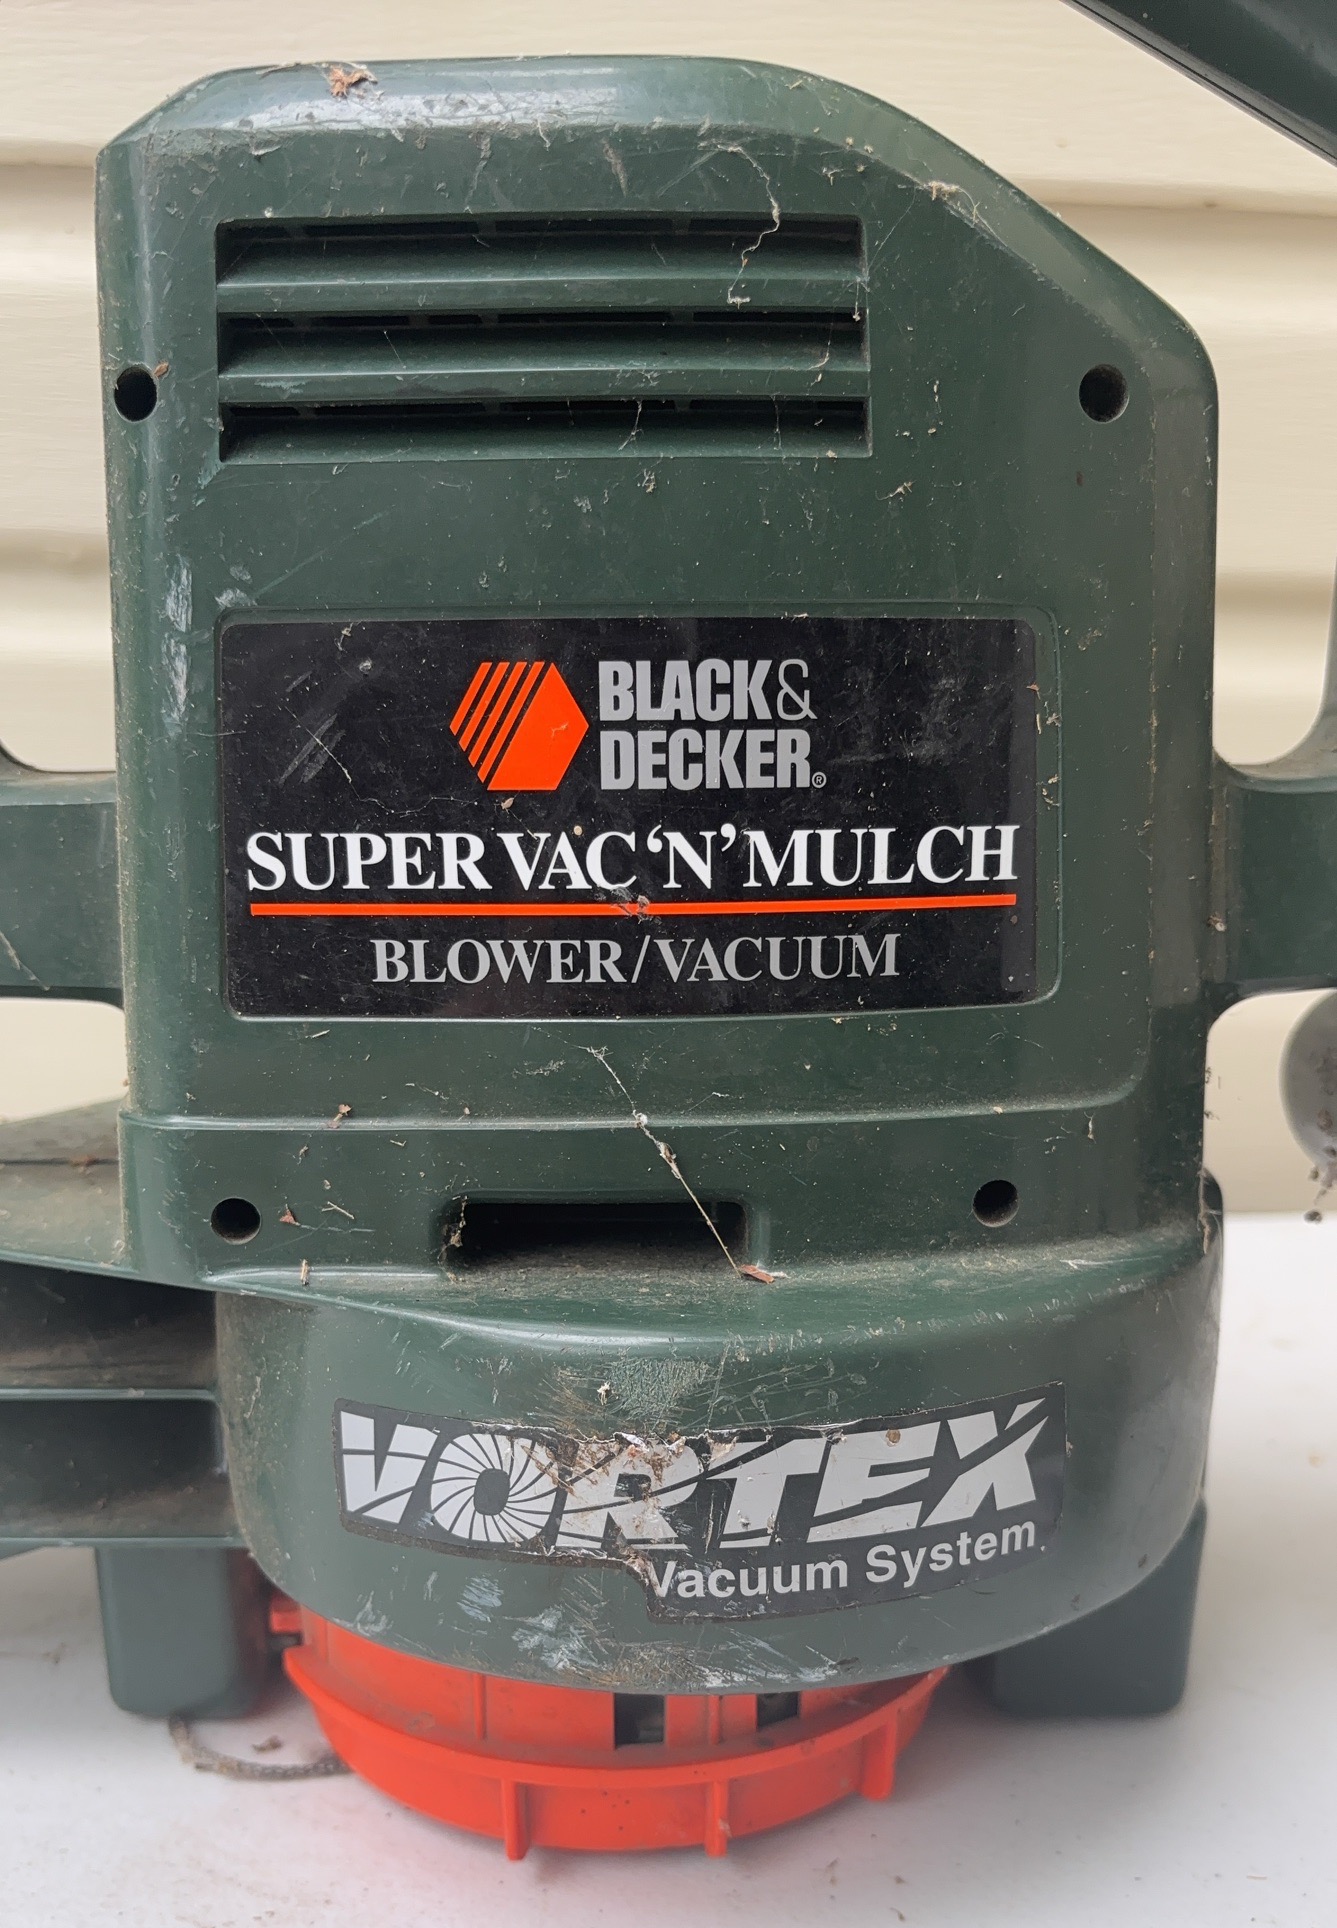 BLACK&
DECKER®
SUPER VAC ‘N’ MULCH
BLOWER/VACUUM
VORTEX
Vacuum System